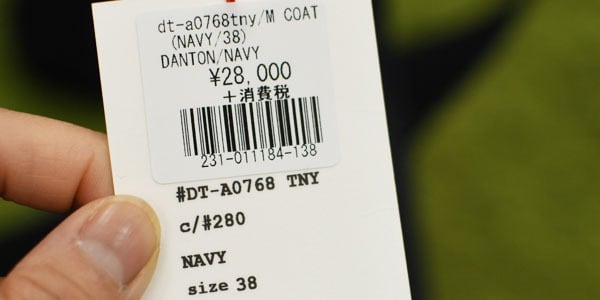 dt-a0768tny/M COAT
(NAVY/38)
DANTON/NAVY
¥28,000
+消費税
231-011184-138
#DT-A0768 TNY
c/#280
NAVY
size 38